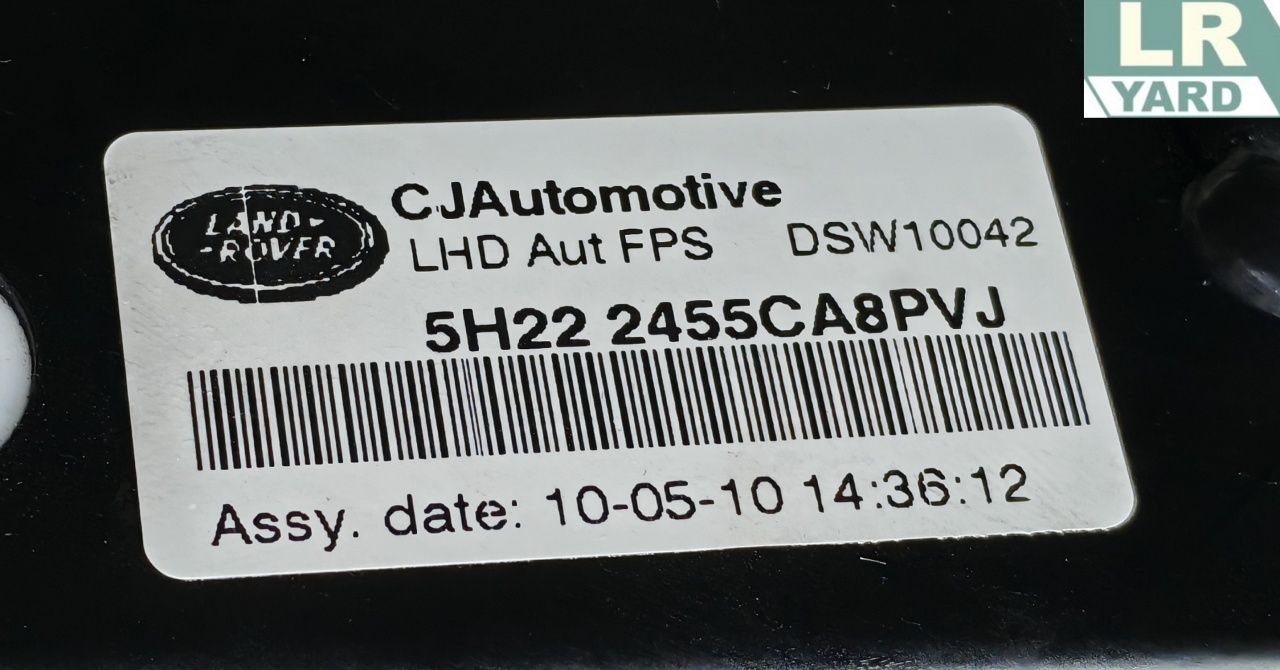 LR
YARD
LAND-
-ROVER
CJAutomotive
LHD Aut FPS DSW10042
5H22 2455CA8PVJ
Assy. date: 10-05-10 14:36:12